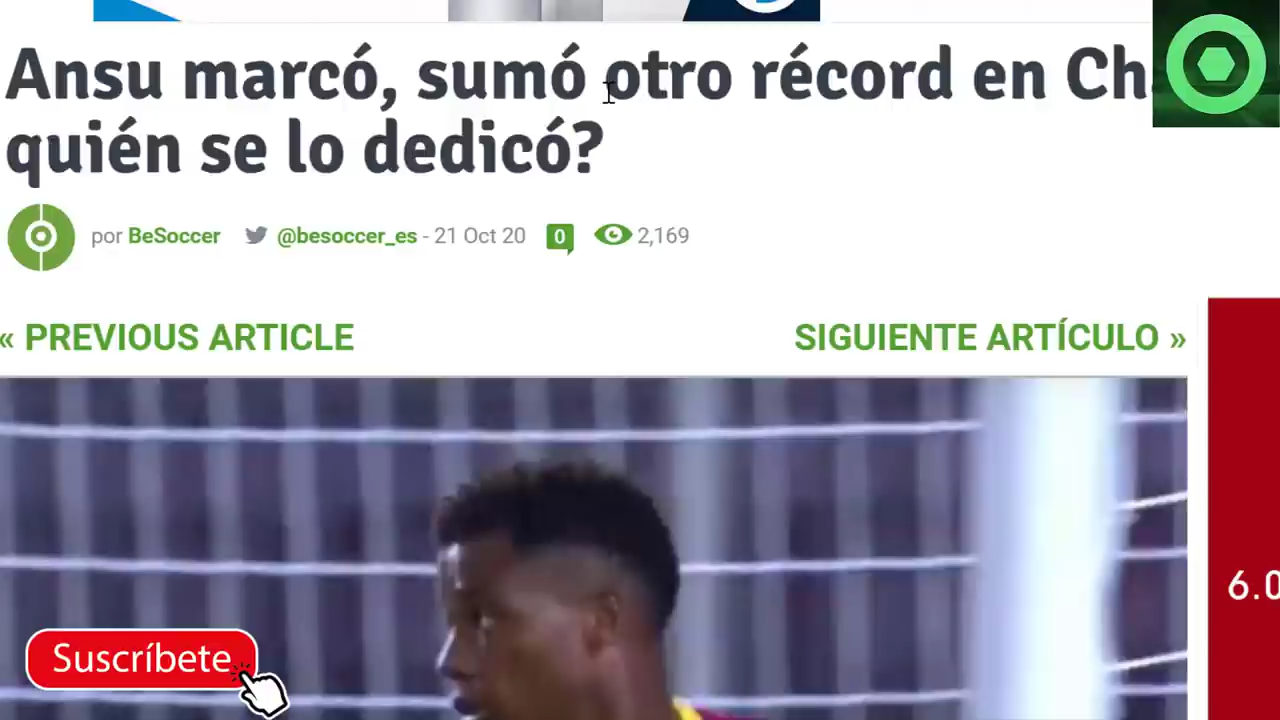 Ansu marcó, sumó otro récord en Ch
quién se lo dedicó?
por BeSoccer @besoccer_es - 21 Oct 20 0 2,169
« PREVIOUS ARTICLE SIGUIENTE ARTÍCULO »
6.0
Suscríbete